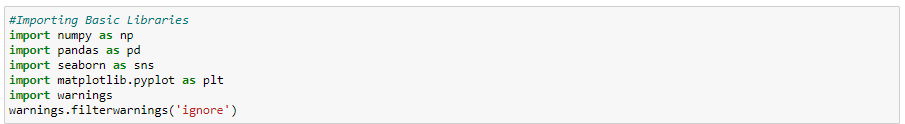 #Importing Basic Libraries
import numpy as np
import pandas as pd
import seaborn as sns
import matplotlib.pyplot as plt
import warnings
warnings.filterwarnings('ignore')